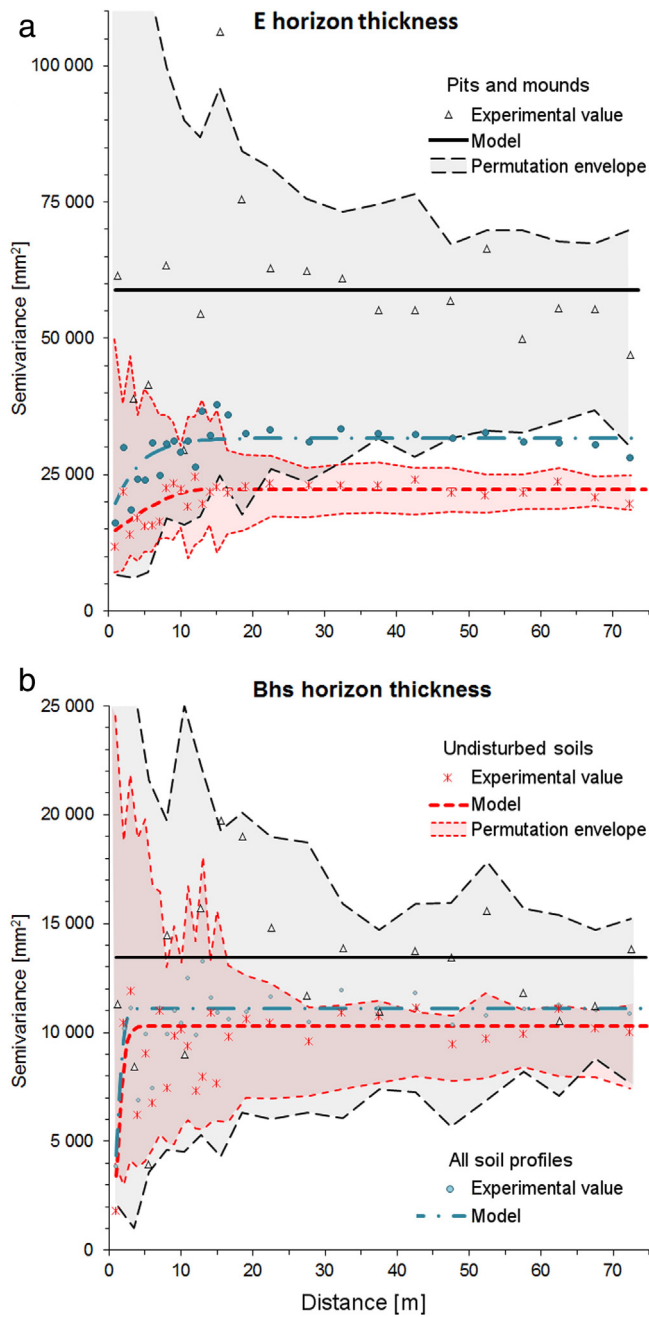 a
E horizon thickness
100 000
75 000
50 000
25 000
0
Semivariance [mm²]
Pits and mounds
Experimental value
Model
Permutation envelope
0 10 20 30 40 50 60 70
b
Bhs horizon thickness
25 000
20 000
15 000
10 000
5 000
0
Semivariance [mm²]
Undisturbed soils
Experimental value
Model
Permutation envelope
All soil profiles
Experimental value
Model
0 10 20 30 40 50 60 70
Distance [m]